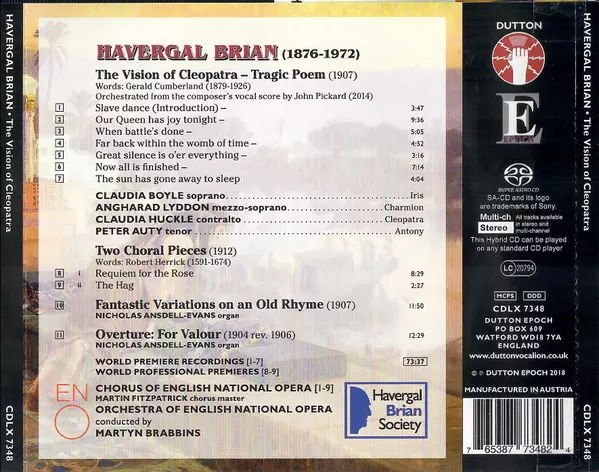 HAVERGAL BRIAN • The Vision of Cleopatra
CDLX 7348
HAVERGAL BRIAN (1876-1972)
The Vision of Cleopatra – Tragic Poem (1907)
Words: Gerald Cumberland (1879-1926)
Orchestrated from the composer's vocal score by John Pickard (2014)
1 Slave dance (Introduction) – 3:47
2 Our Queen has joy tonight – 9:36
3 When battle's done – 5:05
4 Far back within the womb of time – 4:52
5 Great silence is o'er everything – 3:16
6 Now all is finished – 7:14
7 The sun has gone away to sleep 4:04
CLAUDIA BOYLE soprano Iris
ANGHARAD LYDDON mezzo-soprano Charmion
CLAUDIA HUCKLE contralto Cleopatra
PETER AUTY tenor Antony
Two Choral Pieces (1912)
Words: Robert Herrick (1591-1674)
8 i Requiem for the Rose 8:29
9 ii The Hag 2:27
10 Fantastic Variations on an Old Rhyme (1907) 11:50
NICHOLAS ANSDELL-EVANS organ
11 Overture: For Valour (1904 rev. 1906) 12:29
NICHOLAS ANSDELL-EVANS organ
WORLD PREMIERE RECORDINGS [1-7] 73:37
WORLD PROFESSIONAL PREMIERES [8-9]
ENO
CHORUS OF ENGLISH NATIONAL OPERA [1-9]
MARTIN FITZPATRICK chorus master
ORCHESTRA OF ENGLISH NATIONAL OPERA
conducted by
MARTYN BRABBINS
Havergal
Brian
Society
DUTTON
E
EPOCH
SUPER AUDIO CD
SA-CD and its logo
are trademarks of Sony.
Multi-ch
Stereo
All tracks available
in stereo and
multi-channel
This Hybrid CD can be
played on any standard CD player
LC 20794
MCPS DDD
CDLX 7348
DUTTON EPOCH
PO BOX 609
WATFORD WD18 7YA
ENGLAND
www.duttonvocalion.co.uk
℗ © DUTTON EPOCH 2018
MANUFACTURED IN AUSTRIA
7 65387 73482 4
HAVERGAL BRIAN • The Vision of Cleopatra
CDLX 7348